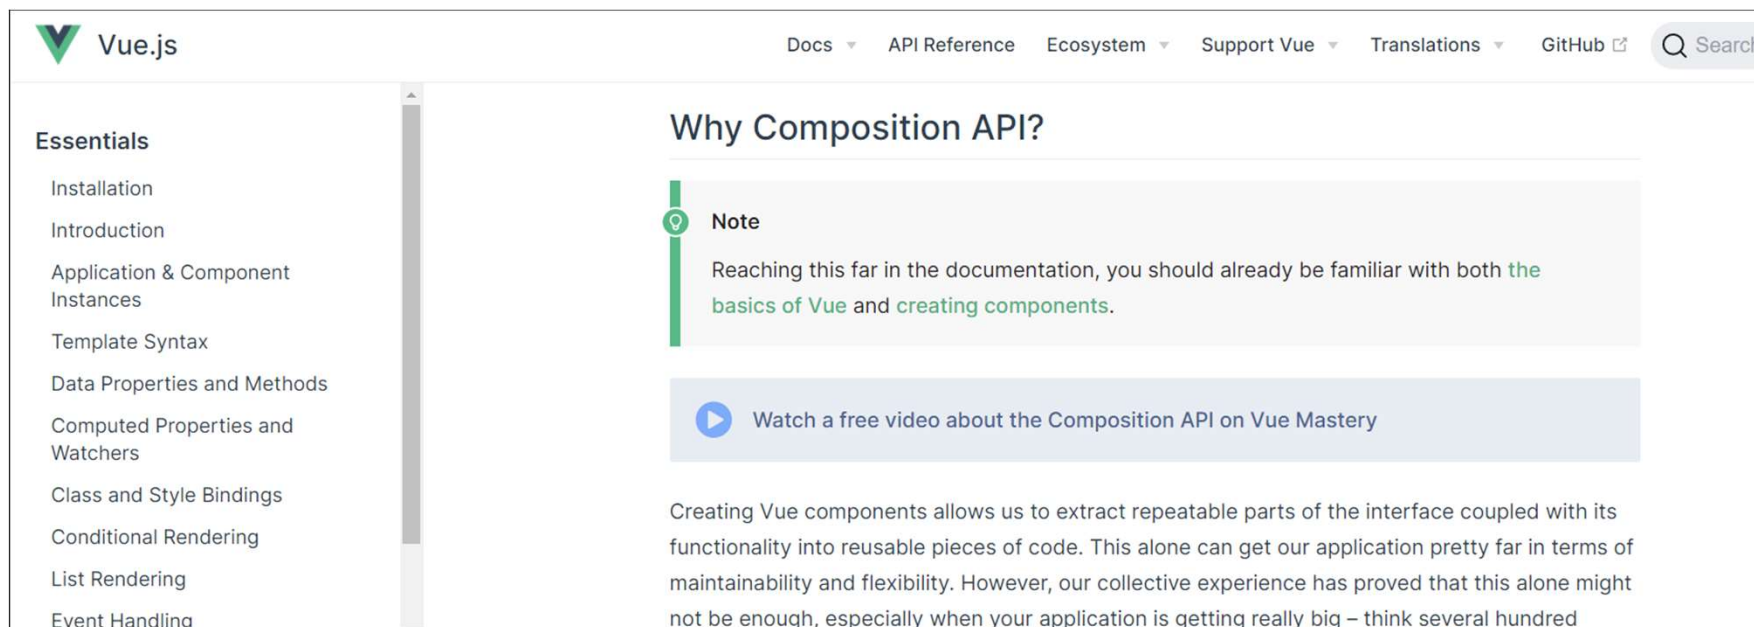 Vue.js
Docs
API Reference
Ecosystem
Support Vue
Translations
GitHub
Search
Essentials
Installation
Introduction
Application & Component
Instances
Template Syntax
Data Properties and Methods
Computed Properties and
Watchers
Class and Style Bindings
Conditional Rendering
List Rendering
Event Handling
Why Composition API?
Note
Reaching this far in the documentation, you should already be familiar with both the
basics of Vue and creating components.
Watch a free video about the Composition API on Vue Mastery
Creating Vue components allows us to extract repeatable parts of the interface coupled with its
functionality into reusable pieces of code. This alone can get our application pretty far in terms of
maintainability and flexibility. However, our collective experience has proved that this alone might
not be enough, especially when your application is getting really big – think several hundred